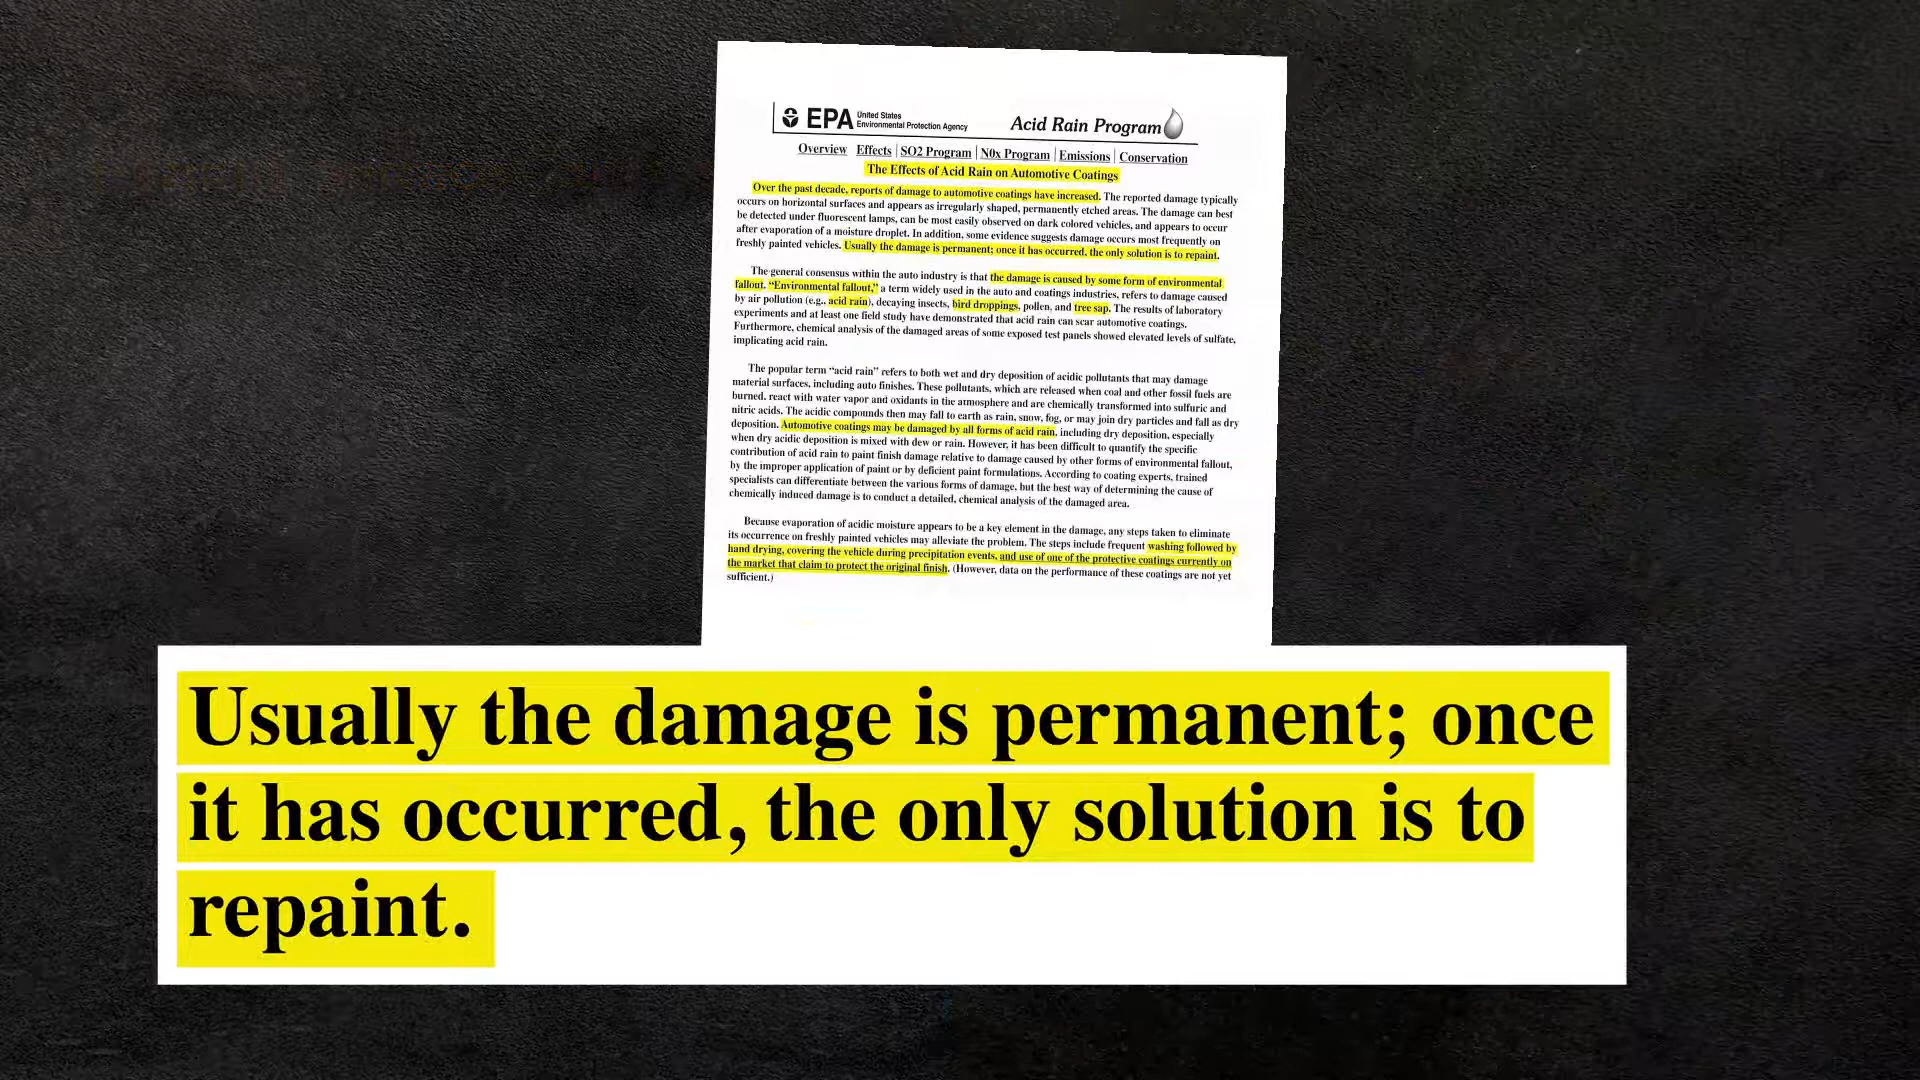 EPA United States
Environmental Protection Agency
Acid Rain Program
Overview Effects SO2 Program N0x Program Emissions Conservation
The Effects of Acid Rain on Automotive Coatings
Over the past decade, reports of damage to automotive coatings have increased. The reported damage typically
occurs on horizontal surfaces and appears as irregularly shaped, permanently etched areas. The damage can best
be detected under fluorescent lamps, can be most easily observed on dark colored vehicles, and appears to occur
after evaporation of a moisture droplet. In addition, some evidence suggests damage occurs most frequently on
freshly painted vehicles. Usually the damage is permanent; once it has occurred, the only solution is to repaint.
The general consensus within the auto industry is that the damage is caused by some form of environmental
fallout. “Environmental fallout,” a term widely used in the auto and coatings industries, refers to damage caused
by air pollution (e.g., acid rain), decaying insects, bird droppings, pollen, and tree sap. The results of laboratory
experiments and at least one field study have demonstrated that acid rain can scar automotive coatings.
Furthermore, chemical analysis of the damaged areas of some exposed test panels showed elevated levels of sulfate,
implicating acid rain.
The popular term “acid rain” refers to both wet and dry deposition of acidic pollutants that may damage
material surfaces, including auto finishes. These pollutants, which are released when coal and other fossil fuels are
burned, react with water vapor and oxidants in the atmosphere and are chemically transformed into sulfuric and
nitric acids. The acidic compounds then may fall to earth as rain, snow, fog, or may join dry particles and fall as dry
deposition. Automotive coatings may be damaged by all forms of acid rain, including dry deposition, especially
when dry acidic deposition is mixed with dew or rain. However, it has been difficult to quantify the specific
contribution of acid rain to paint finish damage relative to damage caused by other forms of environmental fallout,
by the improper application of paint or by deficient paint formulations. According to coating experts, trained
specialists can differentiate between the various forms of damage, but the best way of determining the cause of
chemically induced damage is to conduct a detailed, chemical analysis of the damaged area.
Because evaporation of acidic moisture appears to be a key element in the damage, any steps taken to eliminate
its occurrence on freshly painted vehicles may alleviate the problem. The steps include frequent washing followed by
hand drying, covering the vehicle during precipitation events, and use of one of the protective coatings currently on
the market that claim to protect the original finish. (However, data on the performance of these coatings are not yet
sufficient.)
Usually the damage is permanent; once
it has occurred, the only solution is to
repaint.